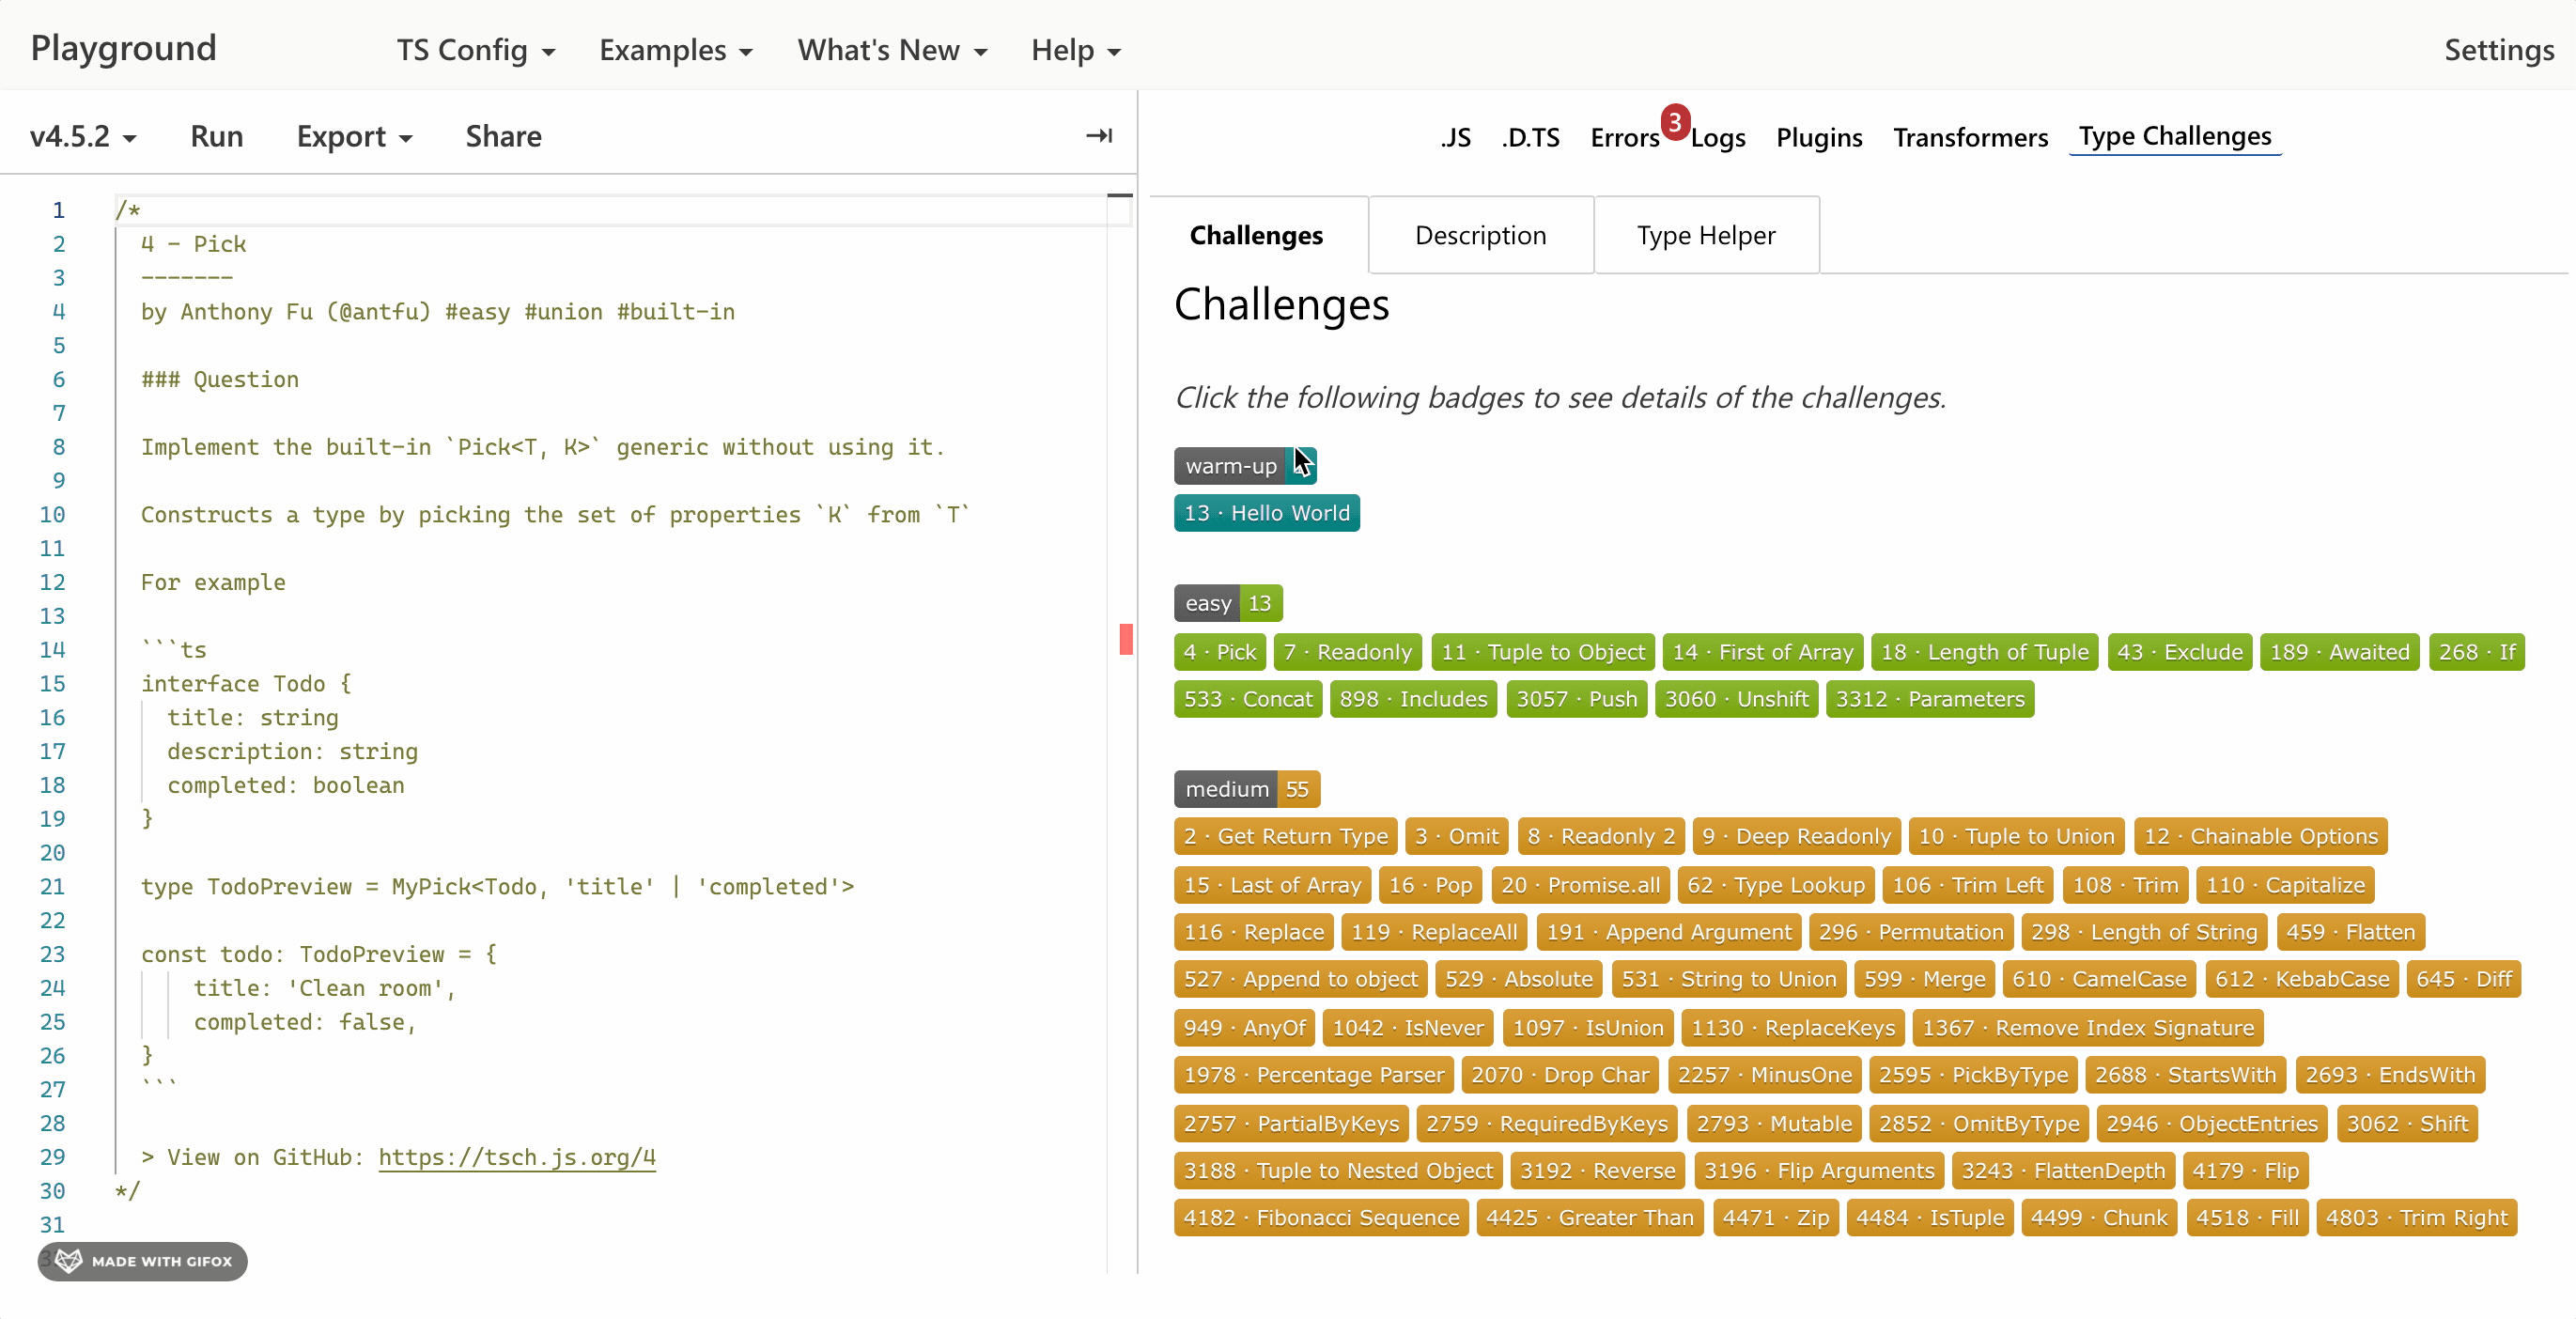 Playground TS Config Examples What's New Help Settings
v4.5.2 Run Export Share
.JS .D.TS Errors 3 Logs Plugins Transformers Type Challenges
1 /*
2 4 - Pick
3 -------
4 by Anthony Fu (@antfu) #easy #union #built-in
5
6 ### Question
7
8 Implement the built-in `Pick<T, K>` generic without using it.
9
10 Constructs a type by picking the set of properties `K` from `T`
11
12 For example
13
14 ```ts
15 interface Todo {
16 title: string
17 description: string
18 completed: boolean
19 }
20
21 type TodoPreview = MyPick<Todo, 'title' | 'completed'>
22
23 const todo: TodoPreview = {
24 title: 'Clean room',
25 completed: false,
26 }
27 ```
28
29 > View on GitHub: https://tsch.js.org/4
30 */
31
MADE WITH GIFOX
Challenges Description Type Helper
Challenges
Click the following badges to see details of the challenges.
warm-up
13 · Hello World
easy 13
4 · Pick 7 · Readonly 11 · Tuple to Object 14 · First of Array 18 · Length of Tuple 43 · Exclude 189 · Awaited 268 · If
533 · Concat 898 · Includes 3057 · Push 3060 · Unshift 3312 · Parameters
medium 55
2 · Get Return Type 3 · Omit 8 · Readonly 2 9 · Deep Readonly 10 · Tuple to Union 12 · Chainable Options
15 · Last of Array 16 · Pop 20 · Promise.all 62 · Type Lookup 106 · Trim Left 108 · Trim 110 · Capitalize
116 · Replace 119 · ReplaceAll 191 · Append Argument 296 · Permutation 298 · Length of String 459 · Flatten
527 · Append to object 529 · Absolute 531 · String to Union 599 · Merge 610 · CamelCase 612 · KebabCase 645 · Diff
949 · AnyOf 1042 · IsNever 1097 · IsUnion 1130 · ReplaceKeys 1367 · Remove Index Signature
1978 · Percentage Parser 2070 · Drop Char 2257 · MinusOne 2595 · PickByType 2688 · StartsWith 2693 · EndsWith
2757 · PartialByKeys 2759 · RequiredByKeys 2793 · Mutable 2852 · OmitByType 2946 · ObjectEntries 3062 · Shift
3188 · Tuple to Nested Object 3192 · Reverse 3196 · Flip Arguments 3243 · FlattenDepth 4179 · Flip
4182 · Fibonacci Sequence 4425 · Greater Than 4471 · Zip 4484 · IsTuple 4499 · Chunk 4518 · Fill 4803 · Trim Right